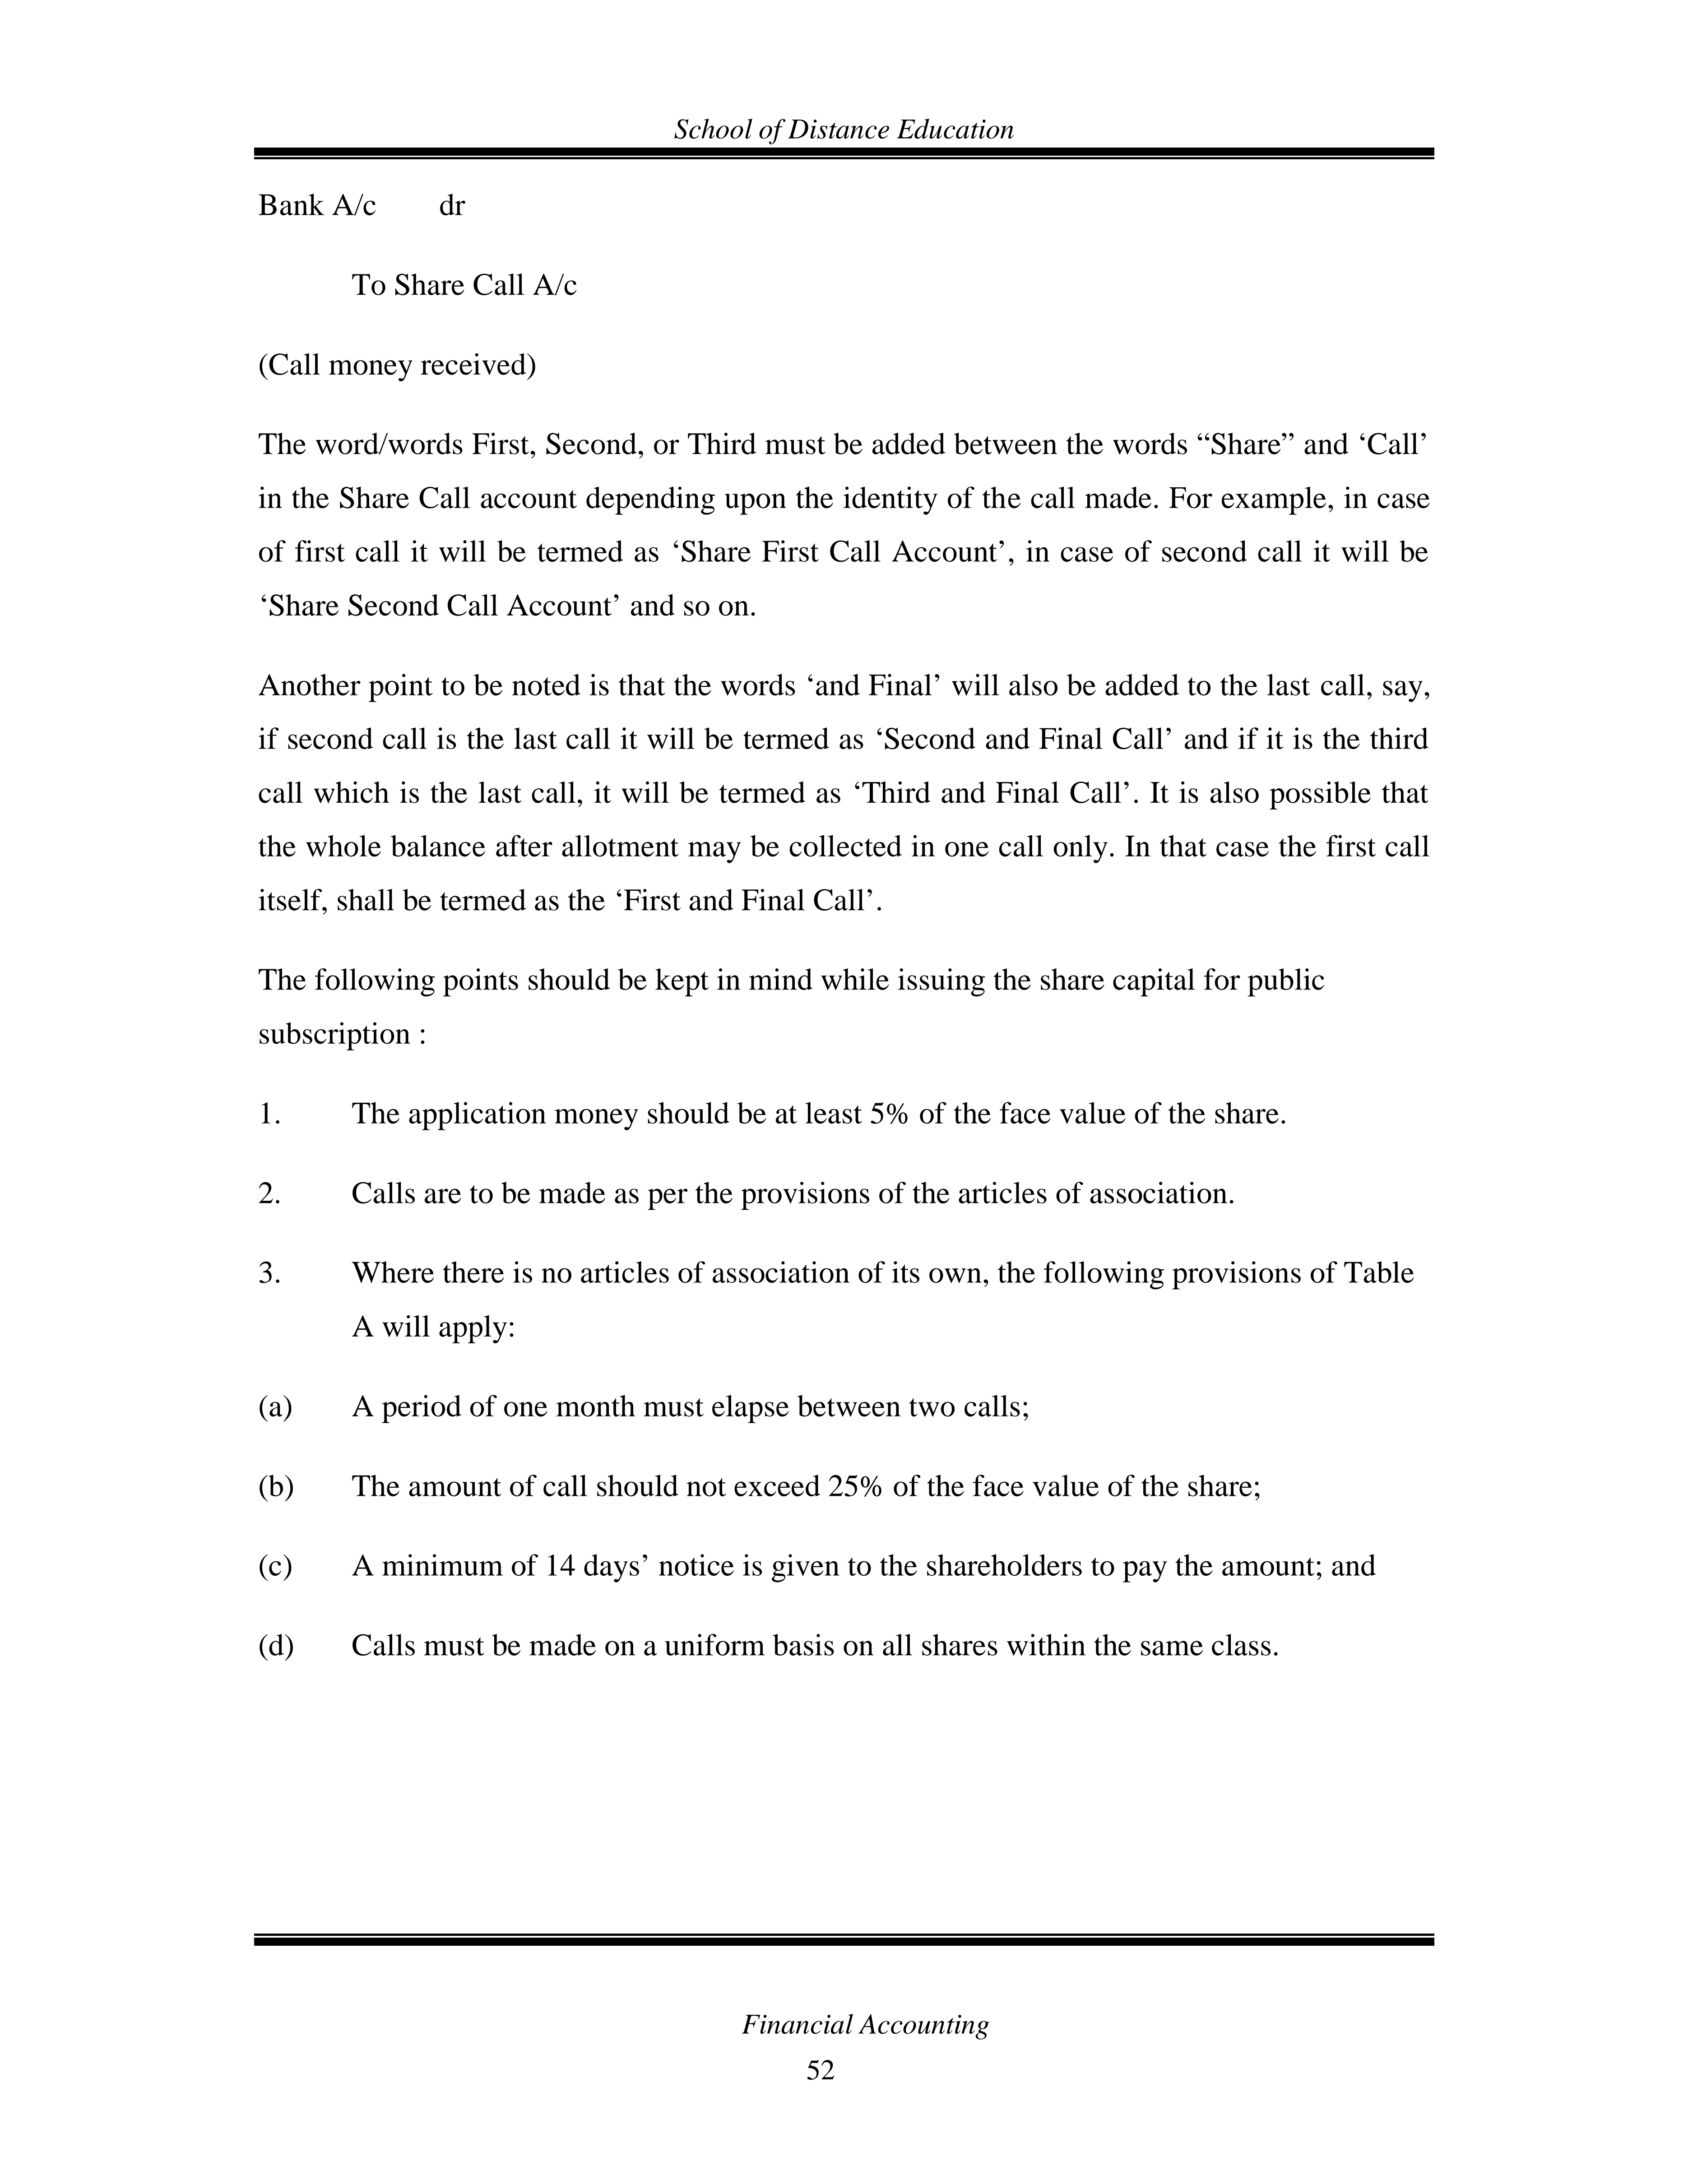 School of Distance Education
Bank A/c dr
To Share Call A/c
(Call money received)
The word/words First, Second, or Third must be added between the words “Share” and ‘Call’
in the Share Call account depending upon the identity of the call made. For example, in case
of first call it will be termed as ‘Share First Call Account’, in case of second call it will be
‘Share Second Call Account’ and so on.
Another point to be noted is that the words ‘and Final’ will also be added to the last call, say,
if second call is the last call it will be termed as ‘Second and Final Call’ and if it is the third
call which is the last call, it will be termed as ‘Third and Final Call’. It is also possible that
the whole balance after allotment may be collected in one call only. In that case the first call
itself, shall be termed as the ‘First and Final Call’.
The following points should be kept in mind while issuing the share capital for public
subscription :
1. The application money should be at least 5% of the face value of the share.
2. Calls are to be made as per the provisions of the articles of association.
3. Where there is no articles of association of its own, the following provisions of Table
A will apply:
(a) A period of one month must elapse between two calls;
(b) The amount of call should not exceed 25% of the face value of the share;
(c) A minimum of 14 days’ notice is given to the shareholders to pay the amount; and
(d) Calls must be made on a uniform basis on all shares within the same class.
Financial Accounting
52